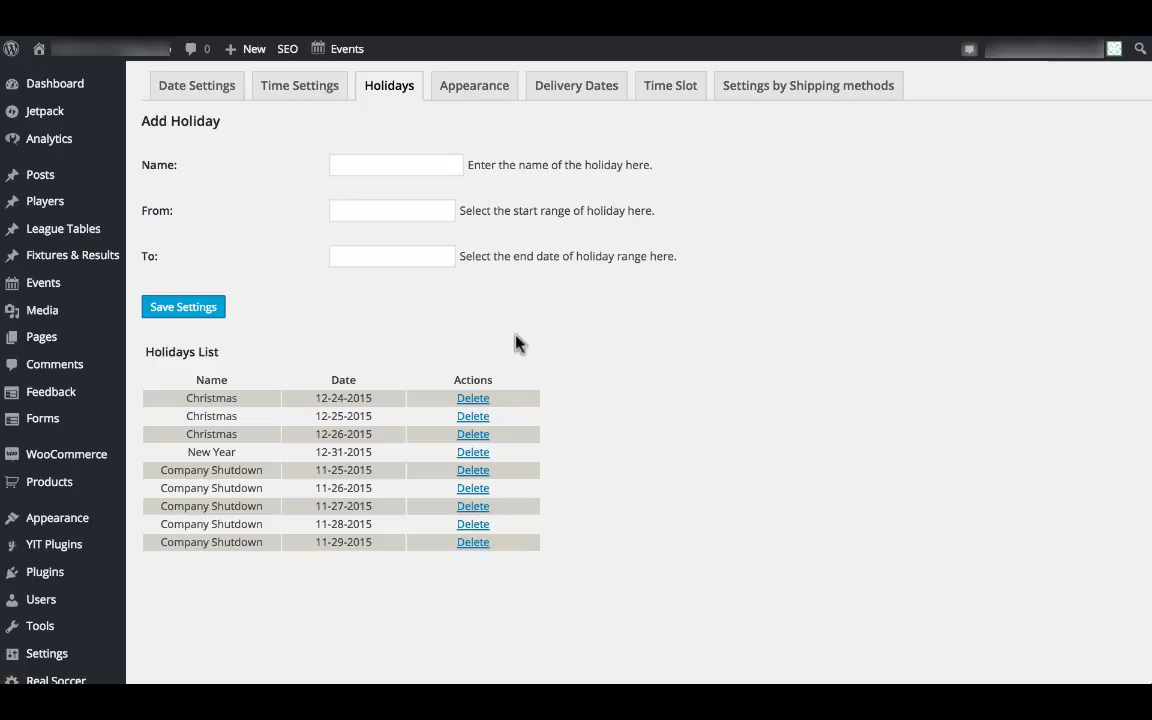 0 New SEO Events
Dashboard
Jetpack
Analytics
Posts
Players
League Tables
Fixtures & Results
Events
Media
Pages
Comments
Feedback
Forms
WooCommerce
Products
Appearance
YIT Plugins
Plugins
Users
Tools
Settings
Real Soccer
Date Settings Time Settings Holidays Appearance Delivery Dates Time Slot Settings by Shipping methods
Add Holiday
Name: Enter the name of the holiday here.
From: Select the start range of holiday here.
To: Select the end date of holiday range here.
Save Settings
Holidays List
Name Date Actions
Christmas 12-24-2015 Delete
Christmas 12-25-2015 Delete
Christmas 12-26-2015 Delete
New Year 12-31-2015 Delete
Company Shutdown 11-25-2015 Delete
Company Shutdown 11-26-2015 Delete
Company Shutdown 11-27-2015 Delete
Company Shutdown 11-28-2015 Delete
Company Shutdown 11-29-2015 Delete